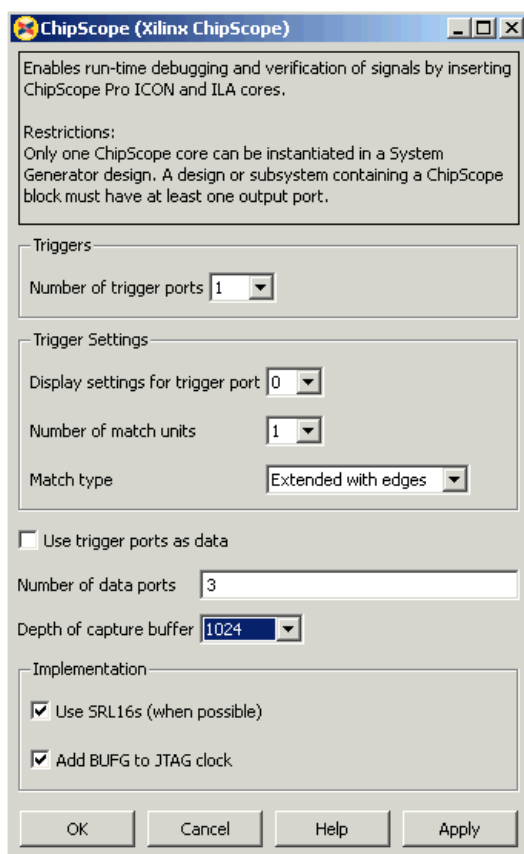 ChipScope (Xilinx ChipScope)
Enables run-time debugging and verification of signals by inserting
ChipScope Pro ICON and ILA cores.
Restrictions:
Only one ChipScope core can be instantiated in a System
Generator design. A design or subsystem containing a ChipScope
block must have at least one output port.
Triggers
Number of trigger ports 1
Trigger Settings
Display settings for trigger port 0
Number of match units 1
Match type Extended with edges
Use trigger ports as data
Number of data ports 3
Depth of capture buffer 1024
Implementation
Use SRL16s (when possible)
Add BUFG to JTAG clock
OK Cancel Help Apply